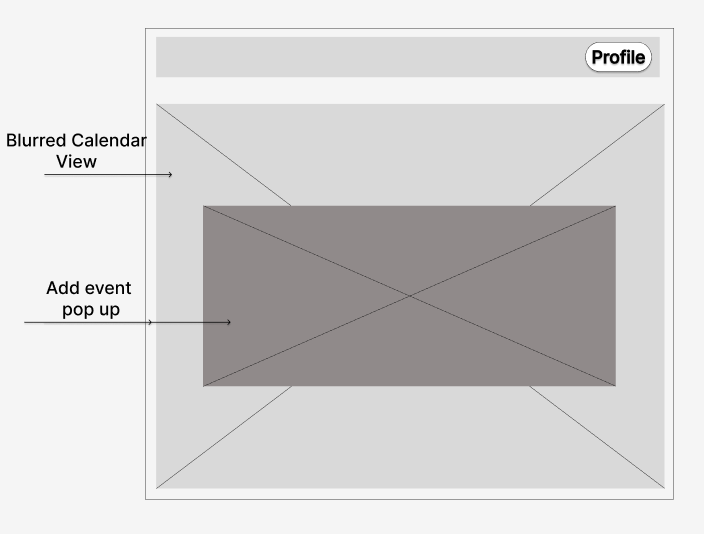 Profile
Blurred Calendar
View
Add event
pop up